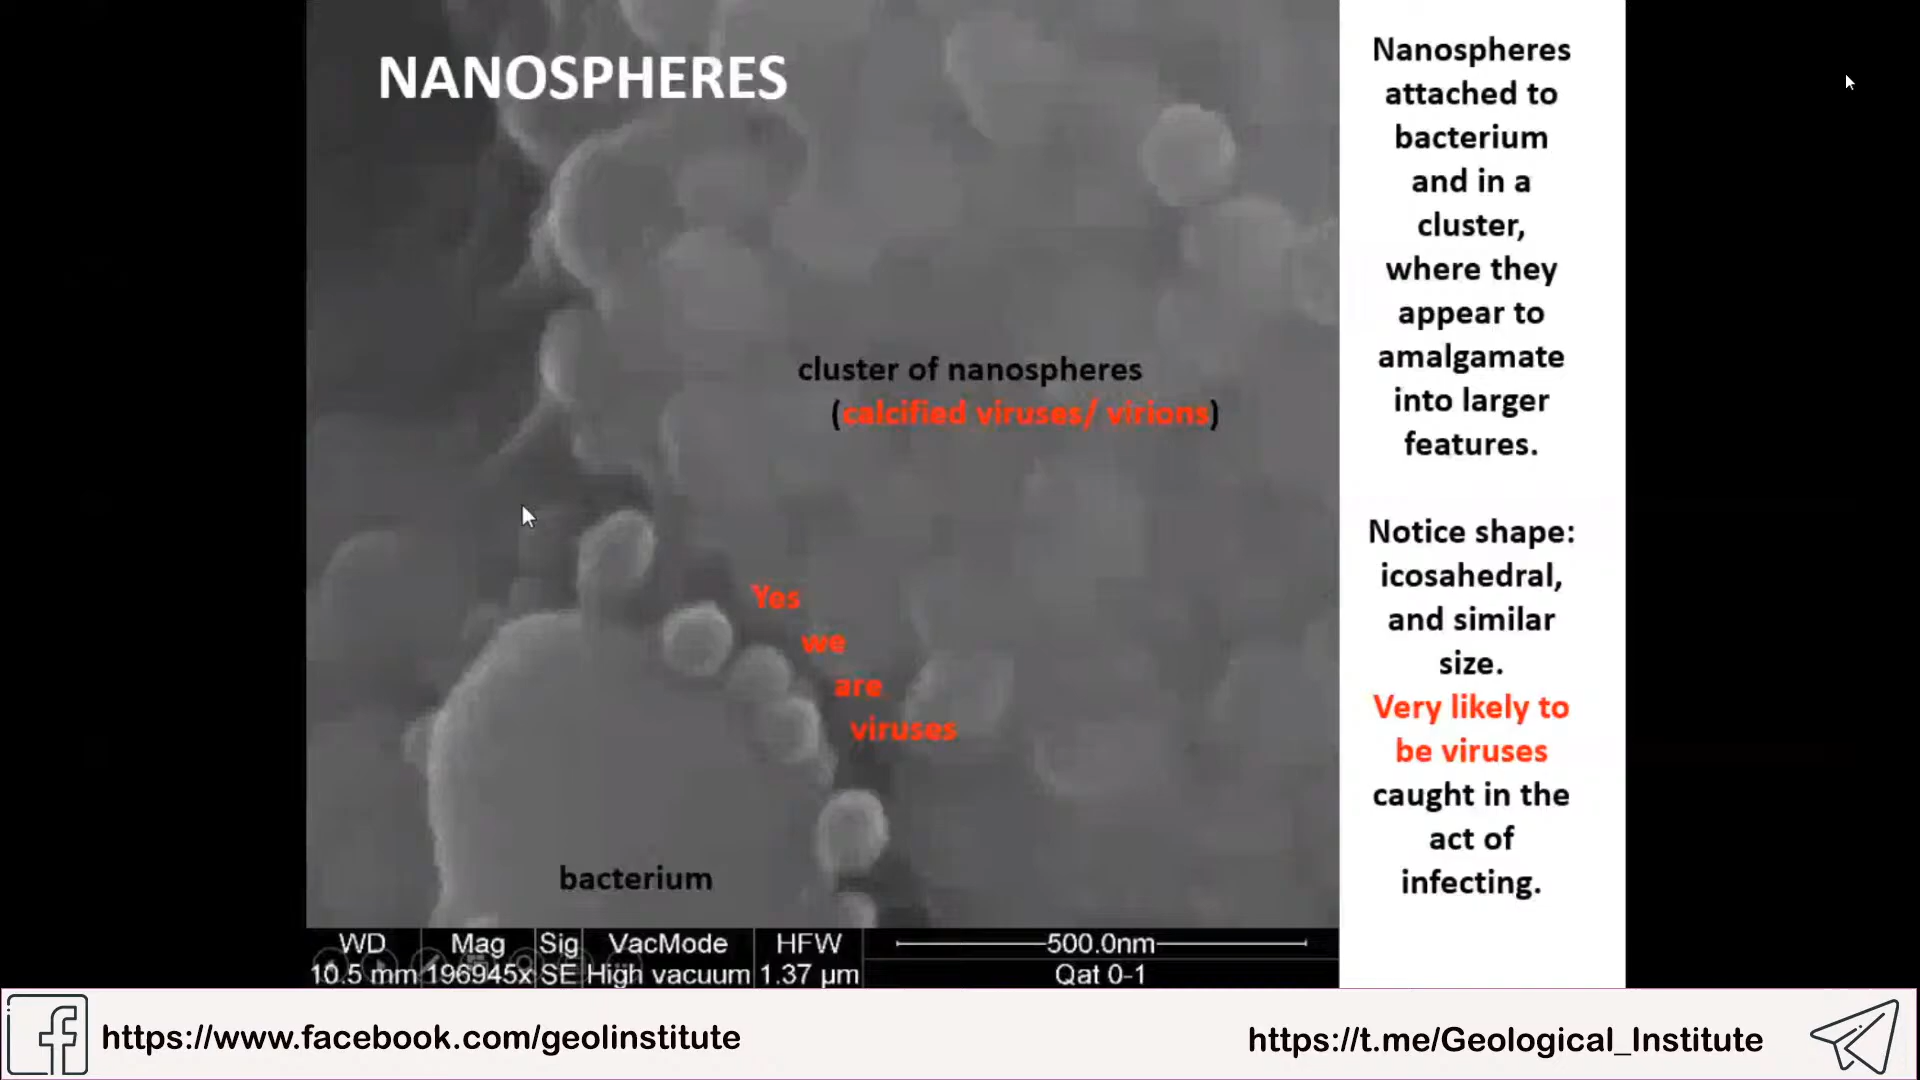 NANOSPHERES
cluster of nanospheres
(calcified viruses/ virions)
Yes
we
are
viruses
bacterium
Nanospheres
attached to
bacterium
and in a
cluster,
where they
appear to
amalgamate
into larger
features.
Notice shape:
icosahedral,
and similar
size.
Very likely to
be viruses
caught in the
act of
infecting.
WD Mag Sig VacMode HFW 500.0nm
10.5 mm 196945x SE High vacuum 1.37 µm Qat 0-1
https://www.facebook.com/geolinstitute
https://t.me/Geological_Institute